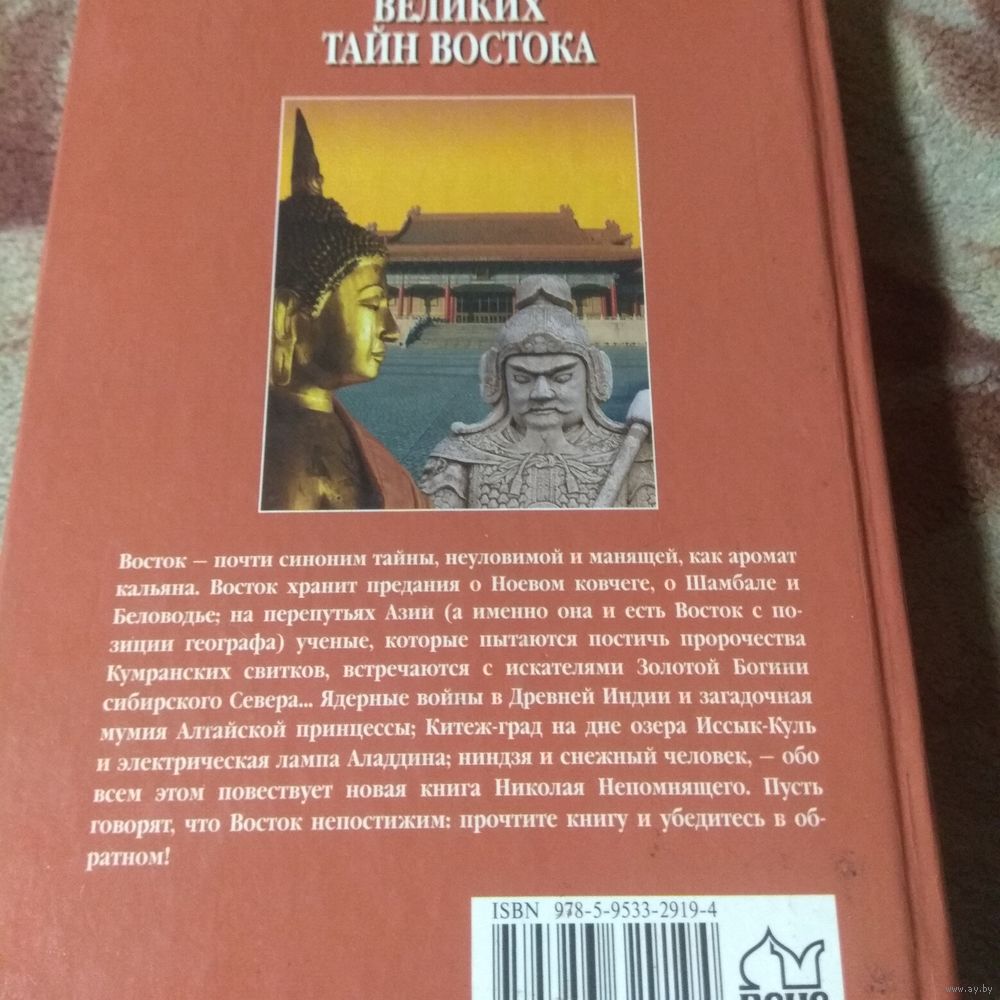 ВЕЛИКИХ
ТАЙН ВОСТОКА
Восток – почти синоним тайны, неуловимой и манящей, как аромат
кальяна. Восток хранит предания о Ноевом ковчеге, о Шамбале и
Беловодье; на перепутьях Азии (а именно она и есть Восток с по-
зиции географа) ученые, которые пытаются постичь пророчества
Кумранских свитков, встречаются с искателями Золотой Богини
сибирского Севера... Ядерные войны в Древней Индии и загадочная
мумия Алтайской принцессы; Китеж-град на дне озера Иссык-Куль
и электрическая лампа Аладдина; ниндзя и снежный человек, – обо
всем этом повествует новая книга Николая Непомнящего. Пусть
говорят, что Восток непостижим: прочтите книгу и убедитесь в об-
ратном!
ISBN 978-5-9533-2919-4
ВЕЧЕ
www.ay.by